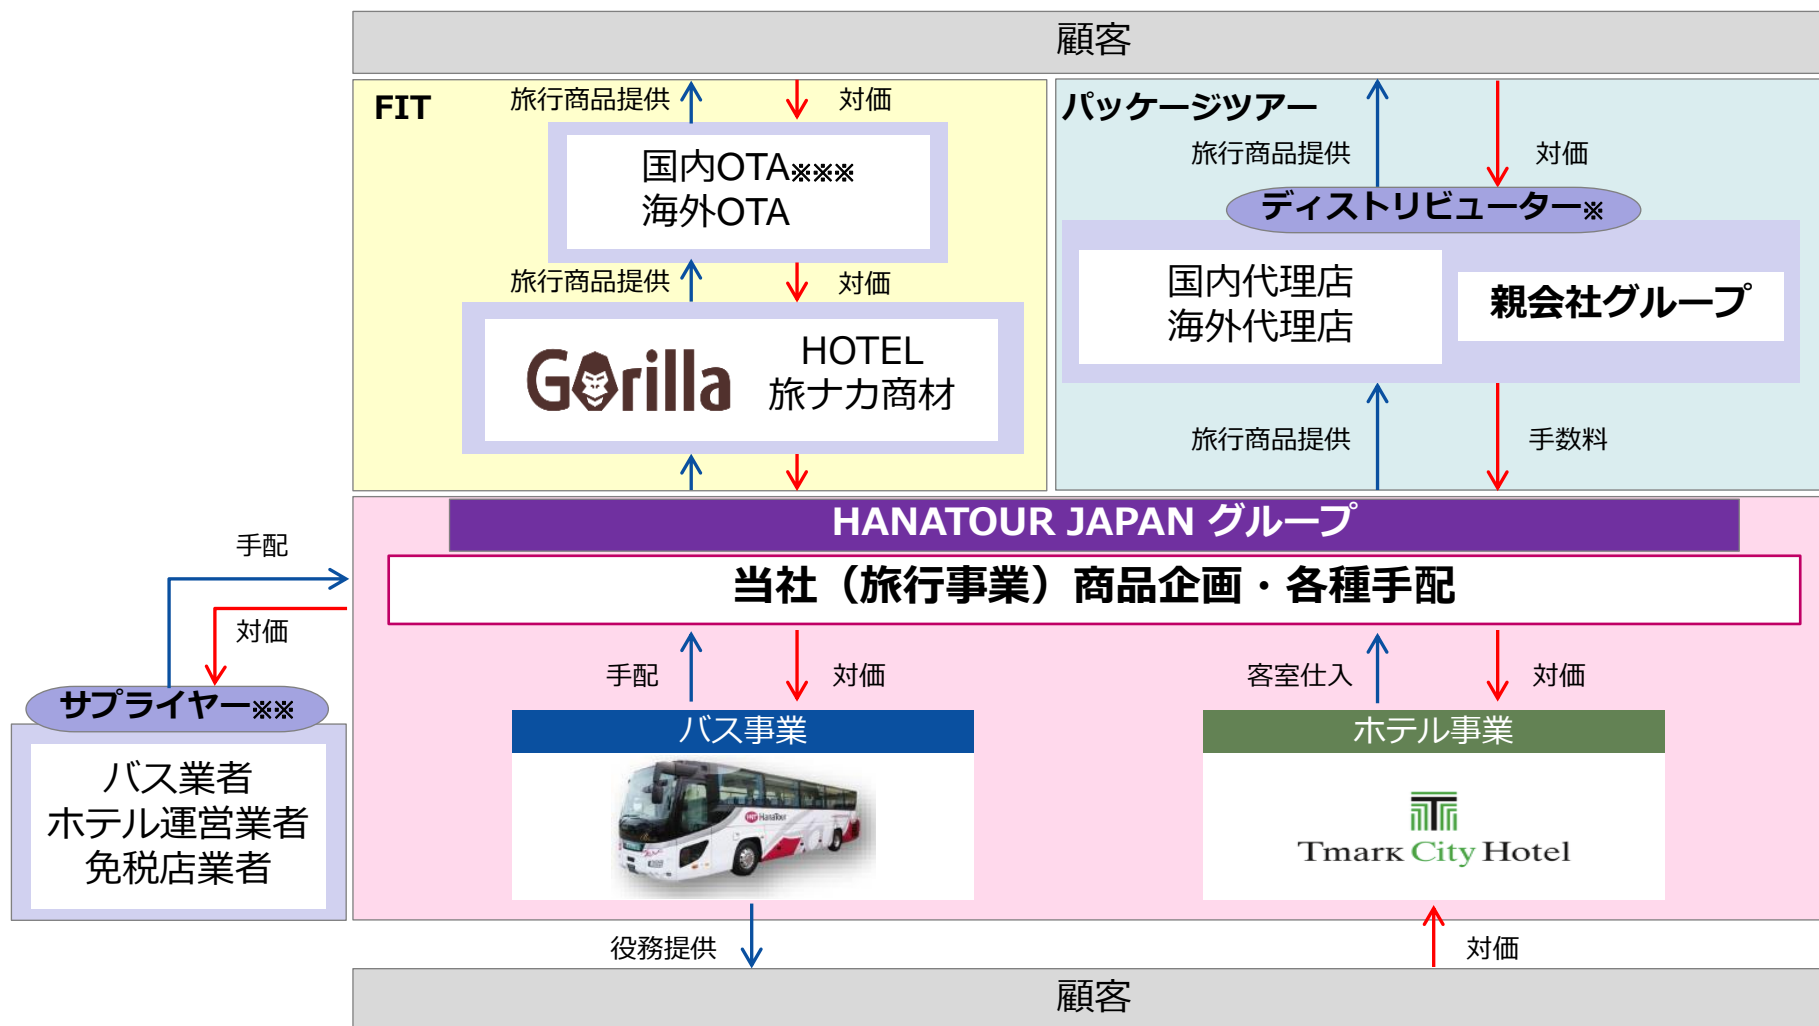 顧客
FIT
旅行商品提供
対価
国内OTA※※※
海外OTA
旅行商品提供
対価
Gorilla
HOTEL
旅ナカ商材
パッケージツアー
旅行商品提供
対価
ディストリビューター※
国内代理店
海外代理店
親会社グループ
旅行商品提供
手数料
HANATOUR JAPAN グループ
当社（旅行事業）商品企画・各種手配
手配
対価
サプライヤー※※
バス業者
ホテル運営業者
免税店業者
手配
対価
バス事業
HanaTour
客室仕入
対価
ホテル事業
Tmark City Hotel
役務提供
対価
顧客